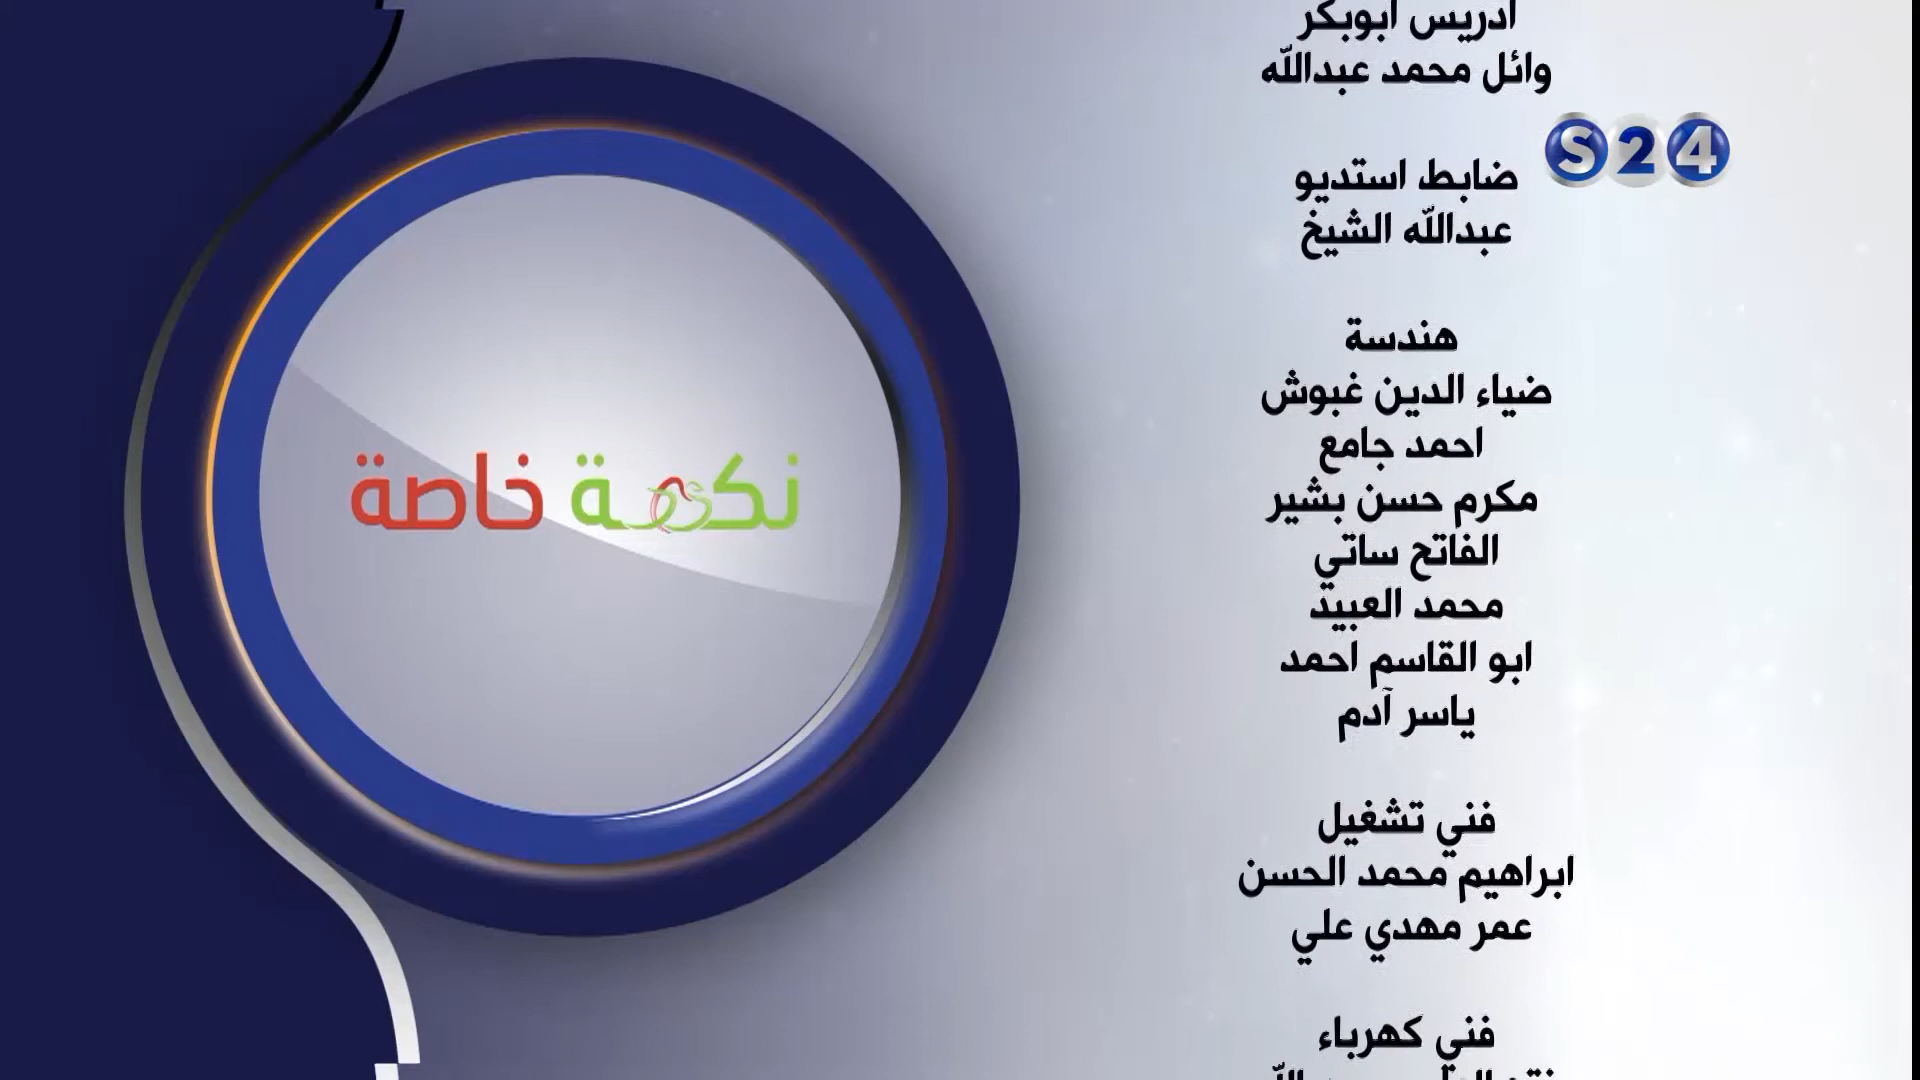 ادريس ابوبكر
وائل محمد عبدالله
S24
ضابط استديو
عبدالله الشيخ
هندسة
ضياء الدين غبوش
احمد جامع
مكرم حسن بشير
الفاتح ساتي
محمد العبيد
ابو القاسم احمد
ياسر آدم
فني تشغيل
ابراهيم محمد الحسن
عمر مهدي علي
فني كهرباء
نكهة خاصة